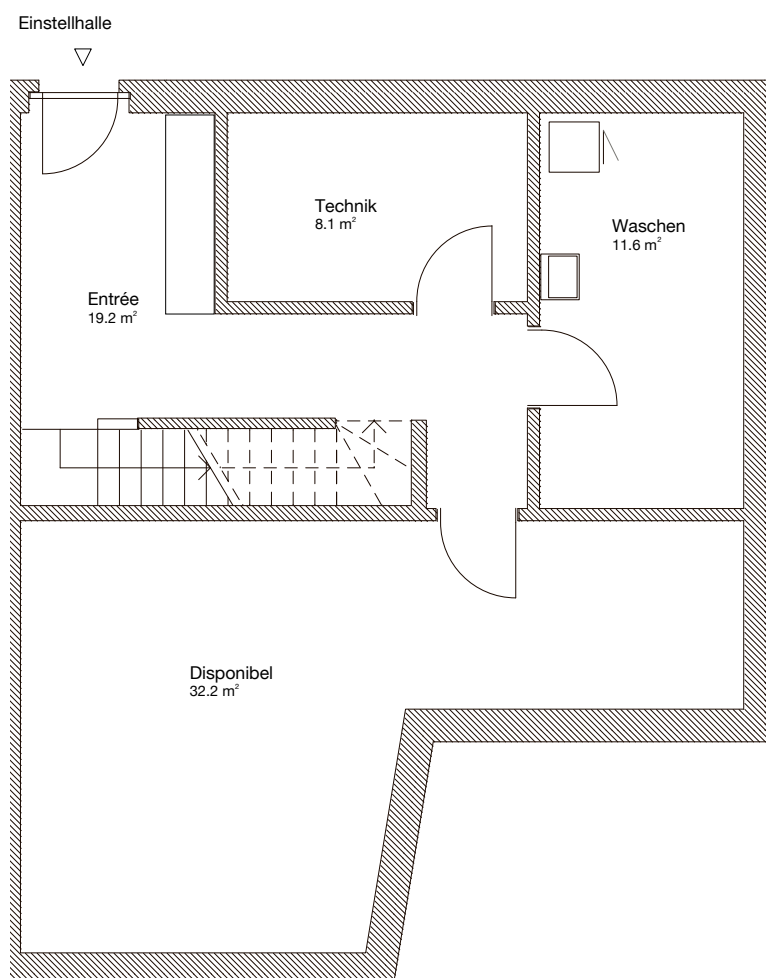 Einstellhalle
Technik
8.1 m²
Waschen
11.6 m²
Entrée
19.2 m²
Disponibel
32.2 m²